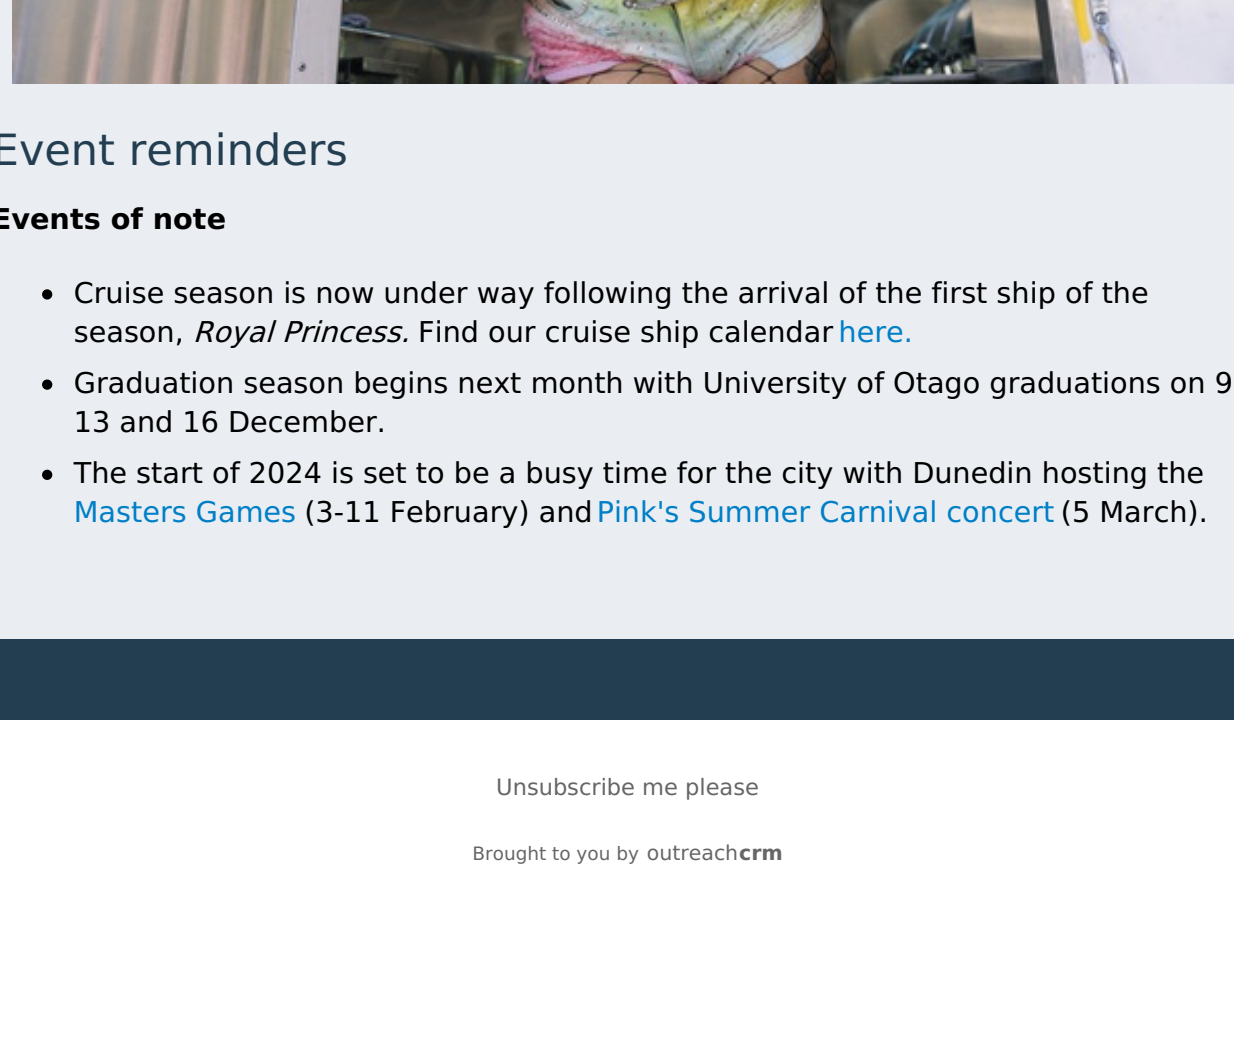 Event reminders
Events of note
• Cruise season is now under way following the arrival of the first ship of the
season, Royal Princess. Find our cruise ship calendar here.
• Graduation season begins next month with University of Otago graduations on 9
13 and 16 December.
• The start of 2024 is set to be a busy time for the city with Dunedin hosting the
Masters Games (3-11 February) and Pink's Summer Carnival concert (5 March).
Unsubscribe me please
Brought to you by outreachcrm